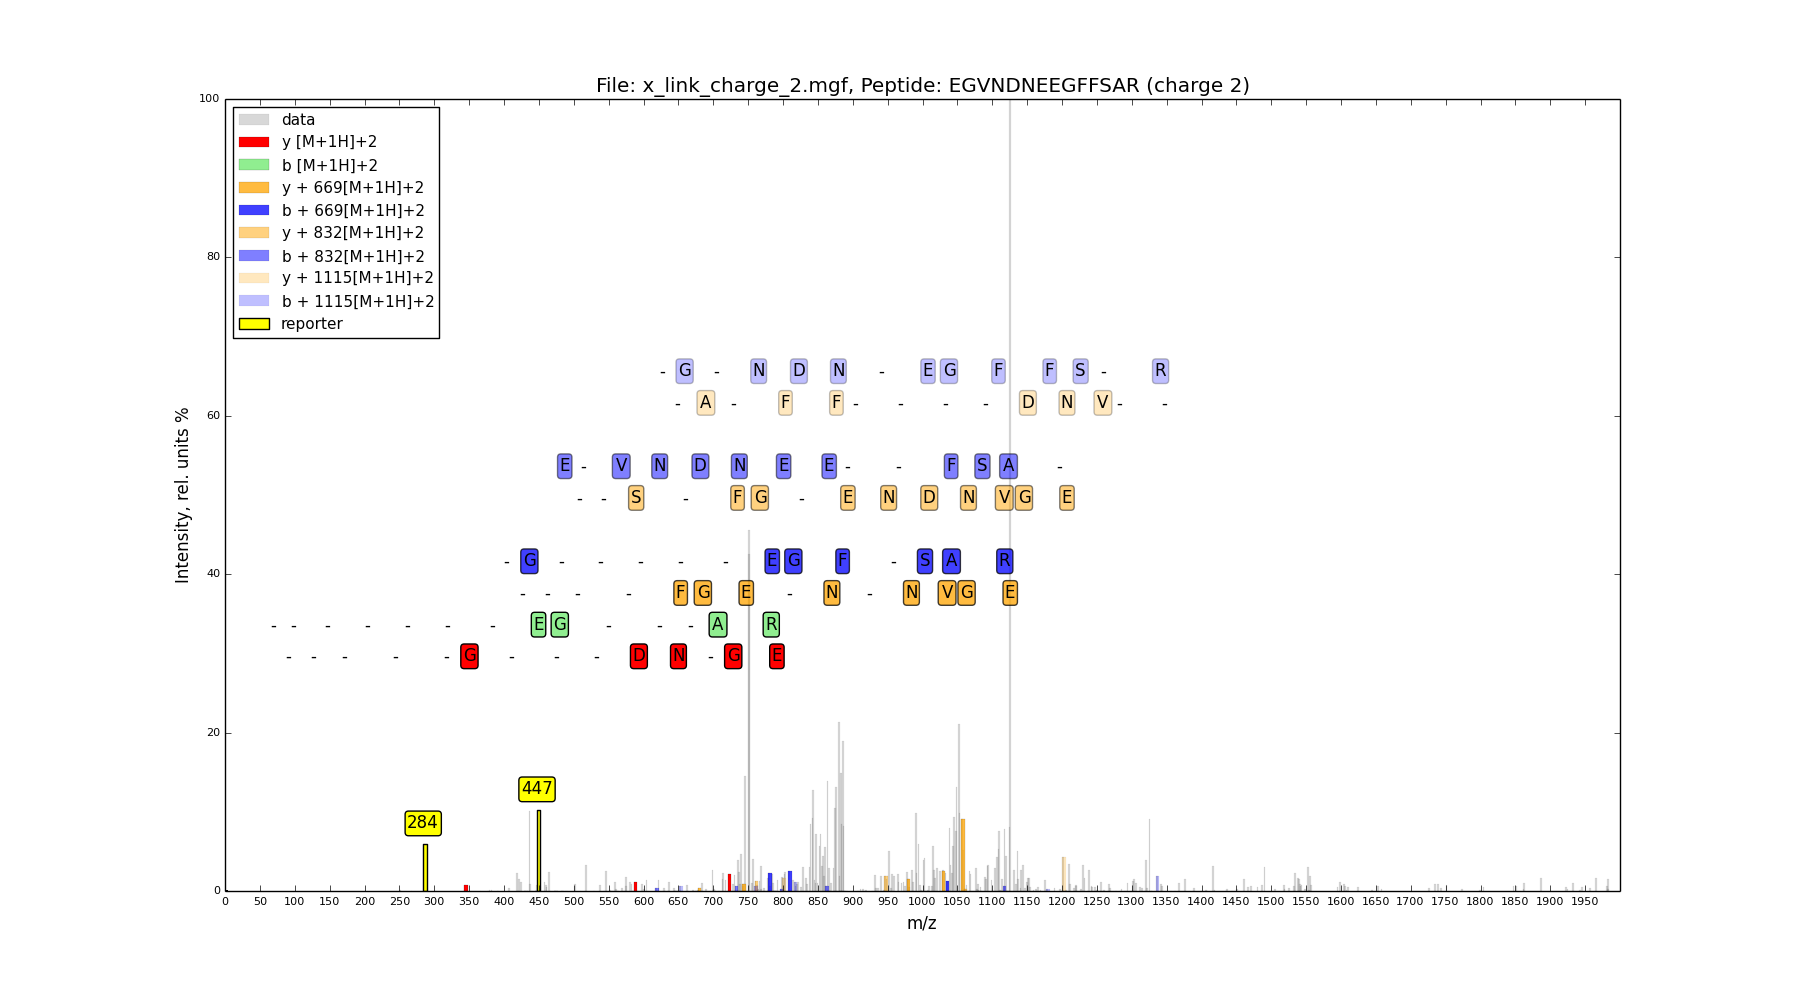 File: x_link_charge_2.mgf, Peptide: EGVNDNEEGFFSAR (charge 2)
100
80
60
40
20
0
Intensity, rel. units %
data
y [M+1H]+2
b [M+1H]+2
y + 669[M+1H]+2
b + 669[M+1H]+2
y + 832[M+1H]+2
b + 832[M+1H]+2
y + 1115[M+1H]+2
b + 1115[M+1H]+2
reporter
- G - N D N - E G F F S - R
- A - F F - - - - D N V - -
E - V N D N E E - - F S A -
- - S - F G - E N D N V G E
- G - - - - - E G F - S A R
- - - - F G E - N - N V G E
- - - - - - - E G - - - A R
- - - - - G - - - D N - G E
447
284
0 50 100 150 200 250 300 350 400 450 500 550 600 650 700 750 800 850 900 950 1000 1050 1100 1150 1200 1250 1300 1350 1400 1450 1500 1550 1600 1650 1700 1750 1800 1850 1900 1950
m/z